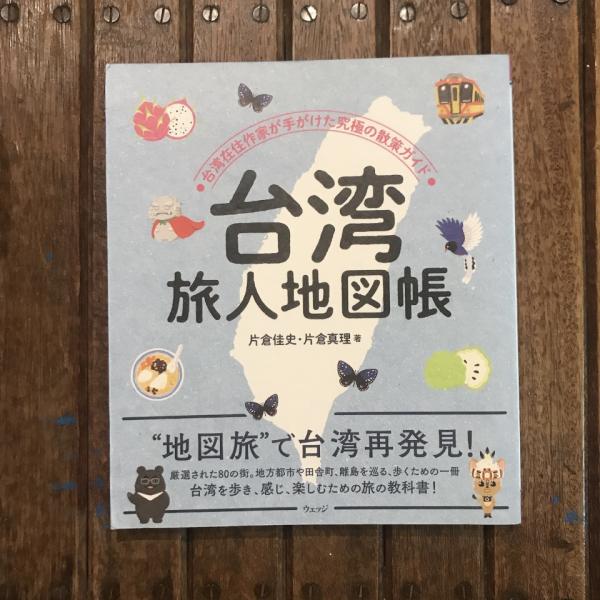 台湾在住作家が手がけた究極の散策ガイド
台湾
旅人地図帳
片倉佳史・片倉真理 著
“地図旅”で台湾再発見！
厳選された80の街。地方都市や田舎町、離島を巡る、歩くための一冊
台湾を歩き、感じ、楽しむための旅の教科書！
ウェッジ